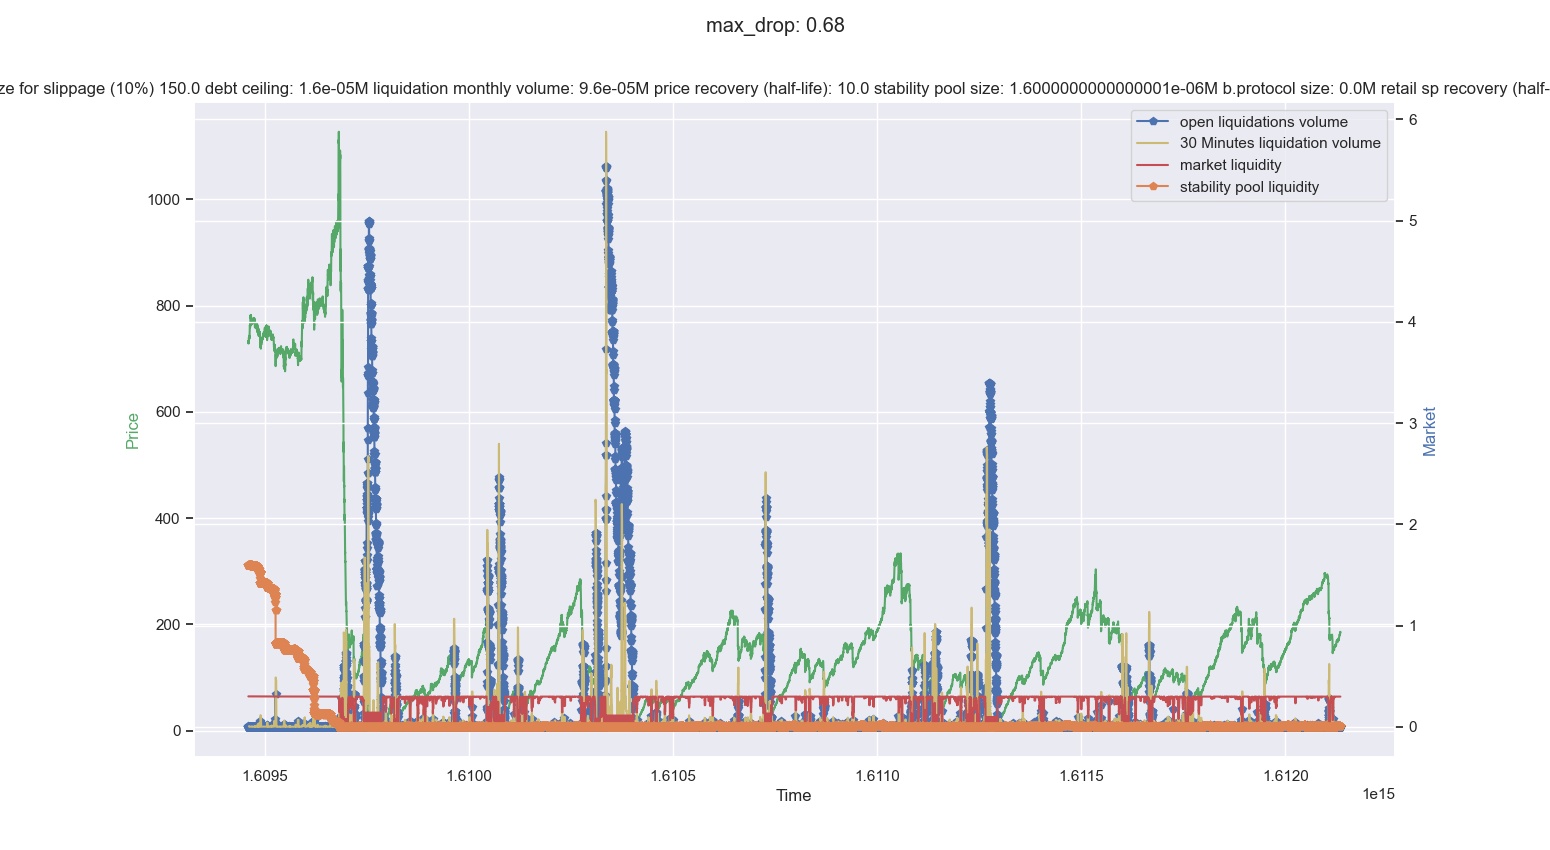 max_drop: 0.68
ze for slippage (10%) 150.0 debt ceiling: 1.6e-05M liquidation monthly volume: 9.6e-05M price recovery (half-life): 10.0 stability pool size: 1.6000000000000001e-06M b.protocol size: 0.0M retail sp recovery (half-
open liquidations volume
30 Minutes liquidation volume
market liquidity
stability pool liquidity
1000
800
600
400
200
0
Price
6
5
4
3
2
1
0
Market
1.6095 1.6100 1.6105 1.6110 1.6115 1.6120
1e15
Time